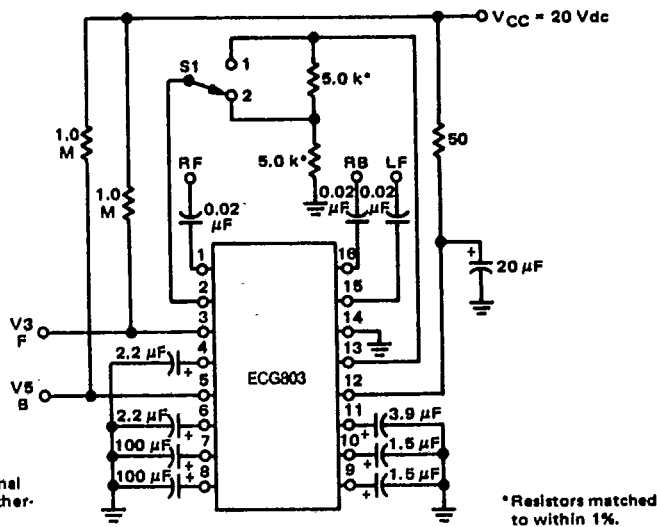 VCC = 20 Vdc
S1
1
2
5.0 k*
5.0 k*
50
1.0
M
1.0
M
RF
RB
LF
0.02
µF
0.02
µF
0.02
µF
20 µF
+
1
2
3
4
5
6
7
8
16
15
14
13
12
11
10
9
ECG803
V3
F
V5
B
2.2 µF
+
2.2 µF
+
100 µF
+
100 µF
+
3.9 µF
+
1.5 µF
+
1.5 µF
+
nal
ther-
*Resistors matched
to within 1%.